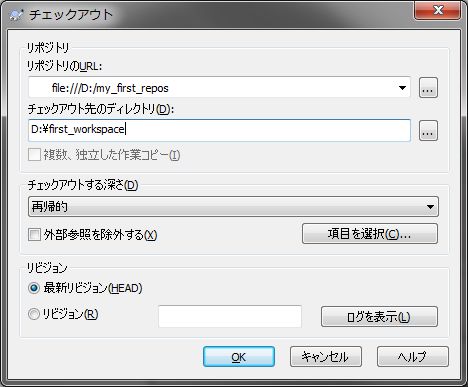 チェックアウト
リポジトリ
リポジトリのURL:
file:///D:/my_first_repos
...
チェックアウト先のディレクトリ(D):
D:¥first_workspace
...
複数、独立した作業コピー(I)
チェックアウトする深さ(D)
再帰的
外部参照を除外する(X)
項目を選択(C)...
リビジョン
最新リビジョン(HEAD)
リビジョン(R)
ログを表示(L)
OK
キャンセル
ヘルプ